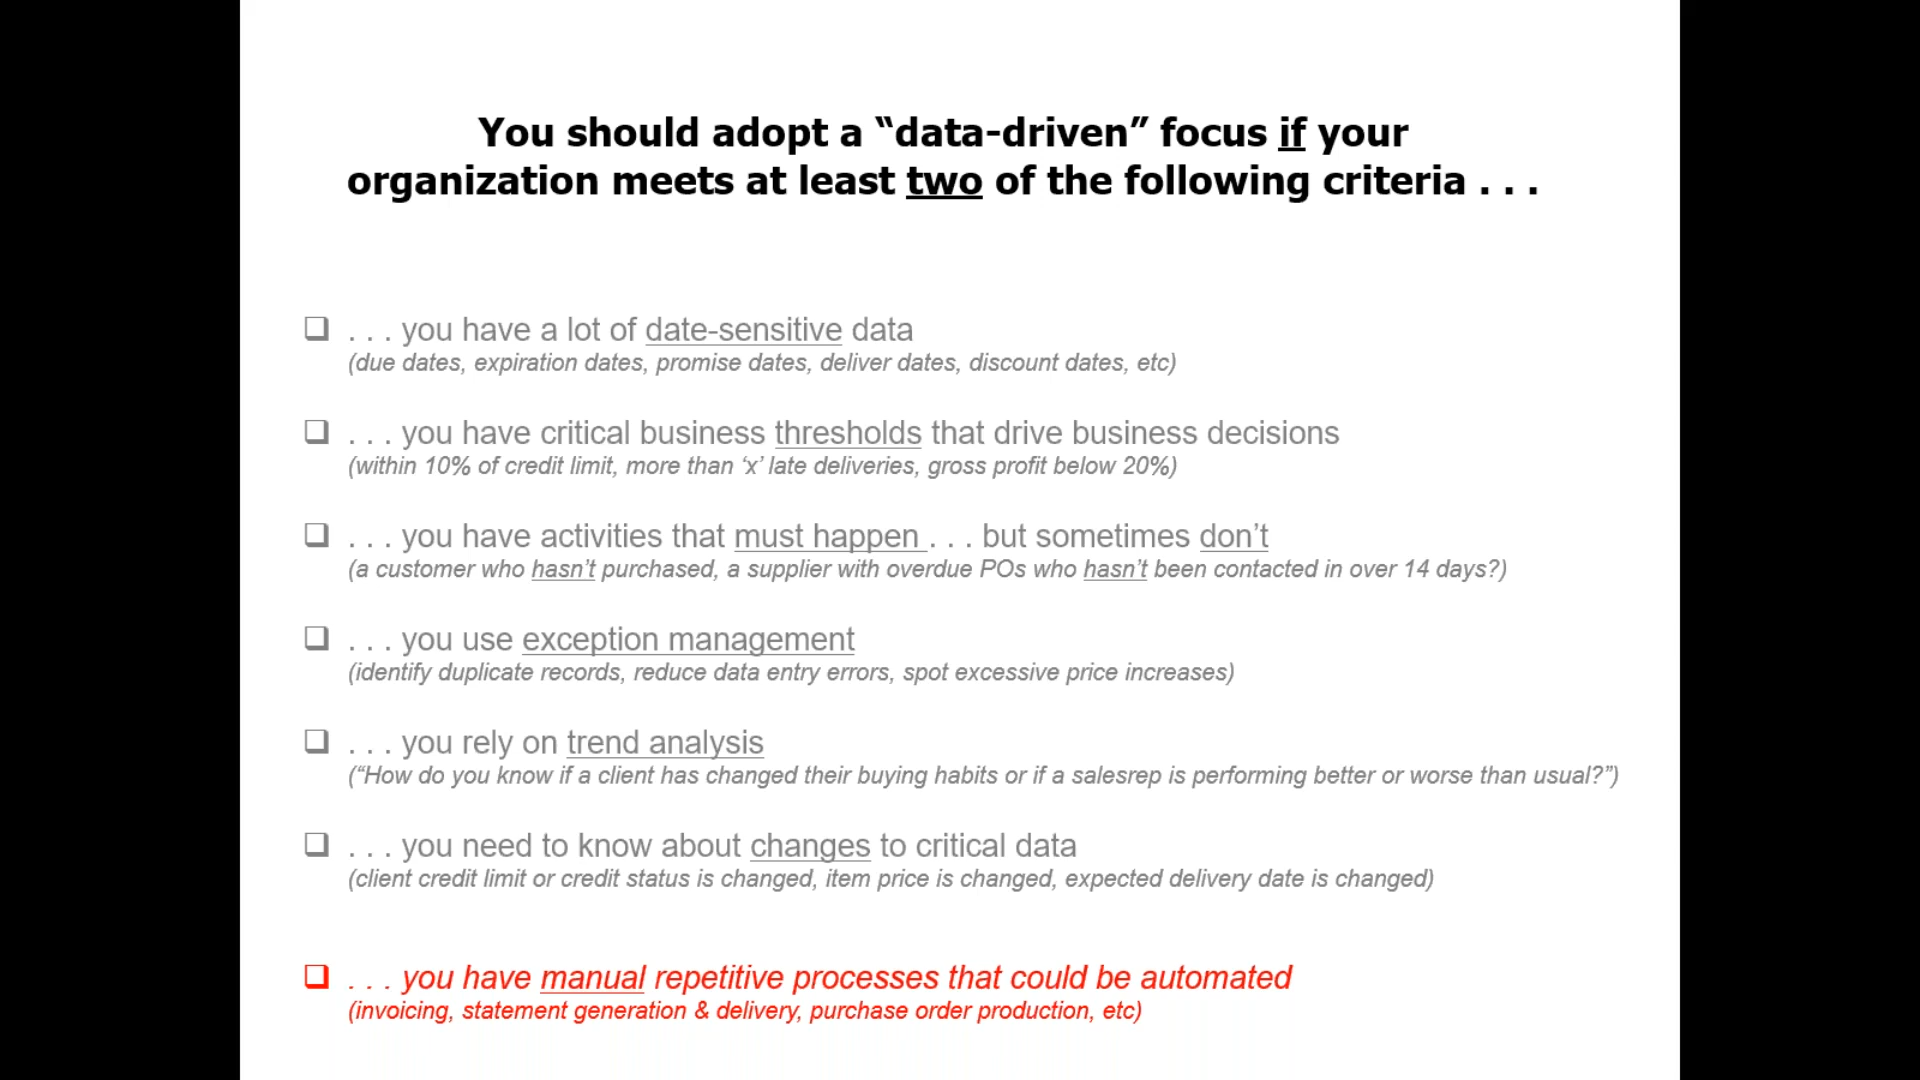 You should adopt a “data-driven” focus if your
organization meets at least two of the following criteria . . .
❑ . . . you have a lot of date-sensitive data
(due dates, expiration dates, promise dates, deliver dates, discount dates, etc)
❑ . . . you have critical business thresholds that drive business decisions
(within 10% of credit limit, more than ‘x’ late deliveries, gross profit below 20%)
❑ . . . you have activities that must happen . . . but sometimes don’t
(a customer who hasn’t purchased, a supplier with overdue POs who hasn’t been contacted in over 14 days?)
❑ . . . you use exception management
(identify duplicate records, reduce data entry errors, spot excessive price increases)
❑ . . . you rely on trend analysis
(“How do you know if a client has changed their buying habits or if a salesrep is performing better or worse than usual?”)
❑ . . . you need to know about changes to critical data
(client credit limit or credit status is changed, item price is changed, expected delivery date is changed)
❑ . . . you have manual repetitive processes that could be automated
(invoicing, statement generation & delivery, purchase order production, etc)